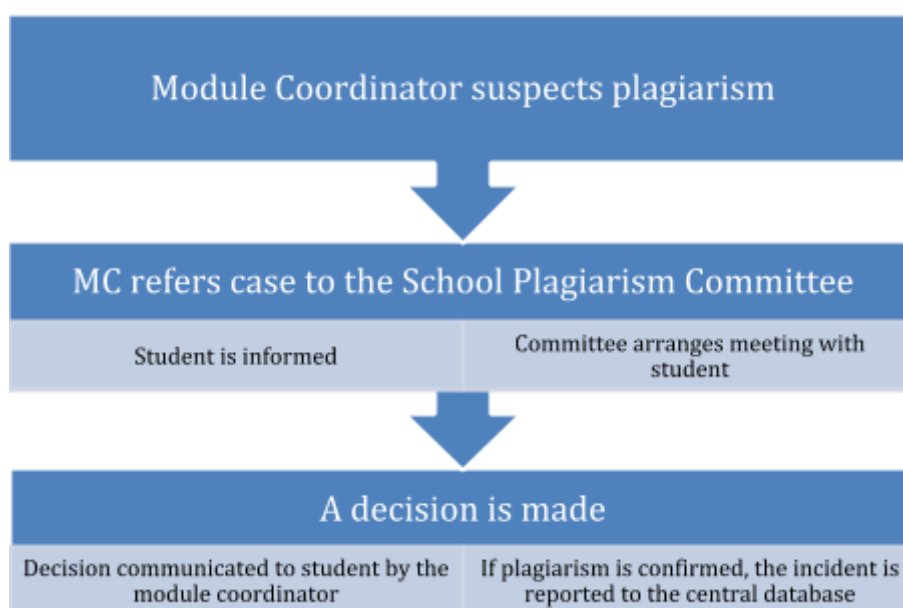 Module Coordinator suspects plagiarism
MC refers case to the School Plagiarism Committee
Student is informed
Committee arranges meeting with
student
A decision is made
Decision communicated to student by the
module coordinator
If plagiarism is confirmed, the incident is
reported to the central database